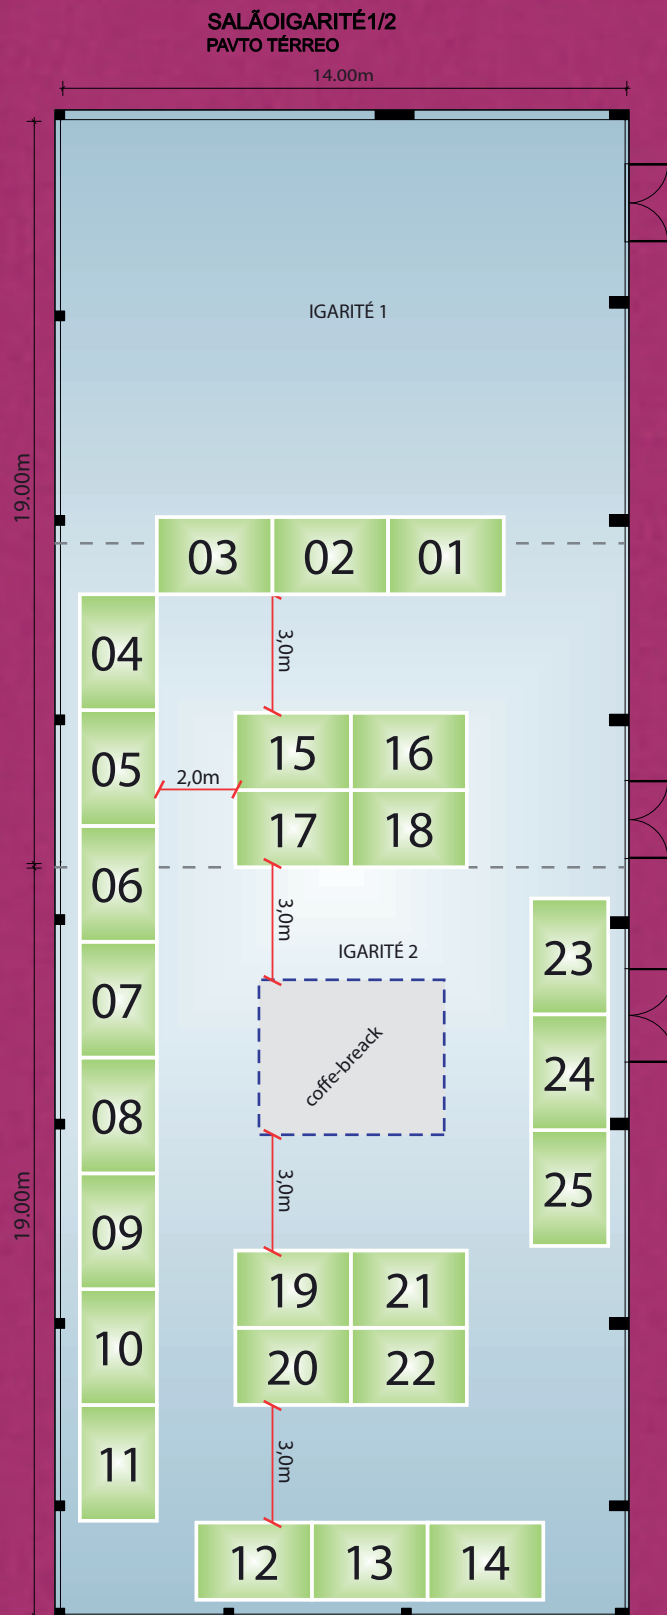 SALÃOIGARITÉ1/2
PAVTO TÉRREO
14.00m
IGARITÉ 1
19.00m
03 02 01
3,0m
04
15 16
05
2,0m
17 18
06
3,0m
IGARITÉ 2
23
07
coffe-breack
24
08
3,0m
19.00m
25
09
19 21
10
20 22
3,0m
11
12 13 14